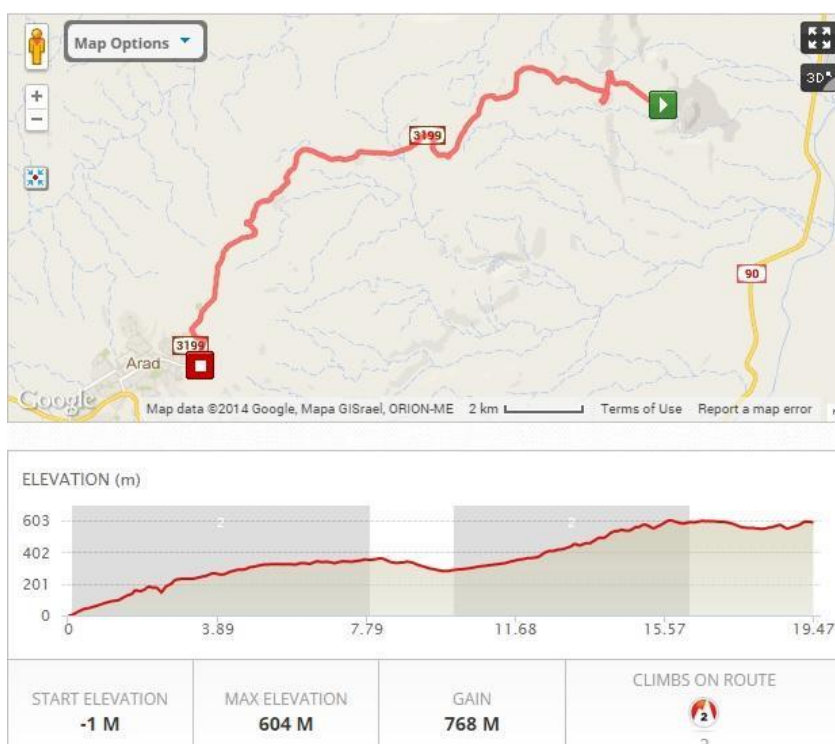 Map Options
3D
3199
90
3199
Arad
Google
Map data ©2014 Google, Mapa GISrael, ORION-ME 2 km Terms of Use Report a map error
ELEVATION (m)
2
2
603
402
201
0
0 3.89 7.79 11.68 15.57 19.47
START ELEVATION
-1 M
MAX ELEVATION
604 M
GAIN
768 M
CLIMBS ON ROUTE
2